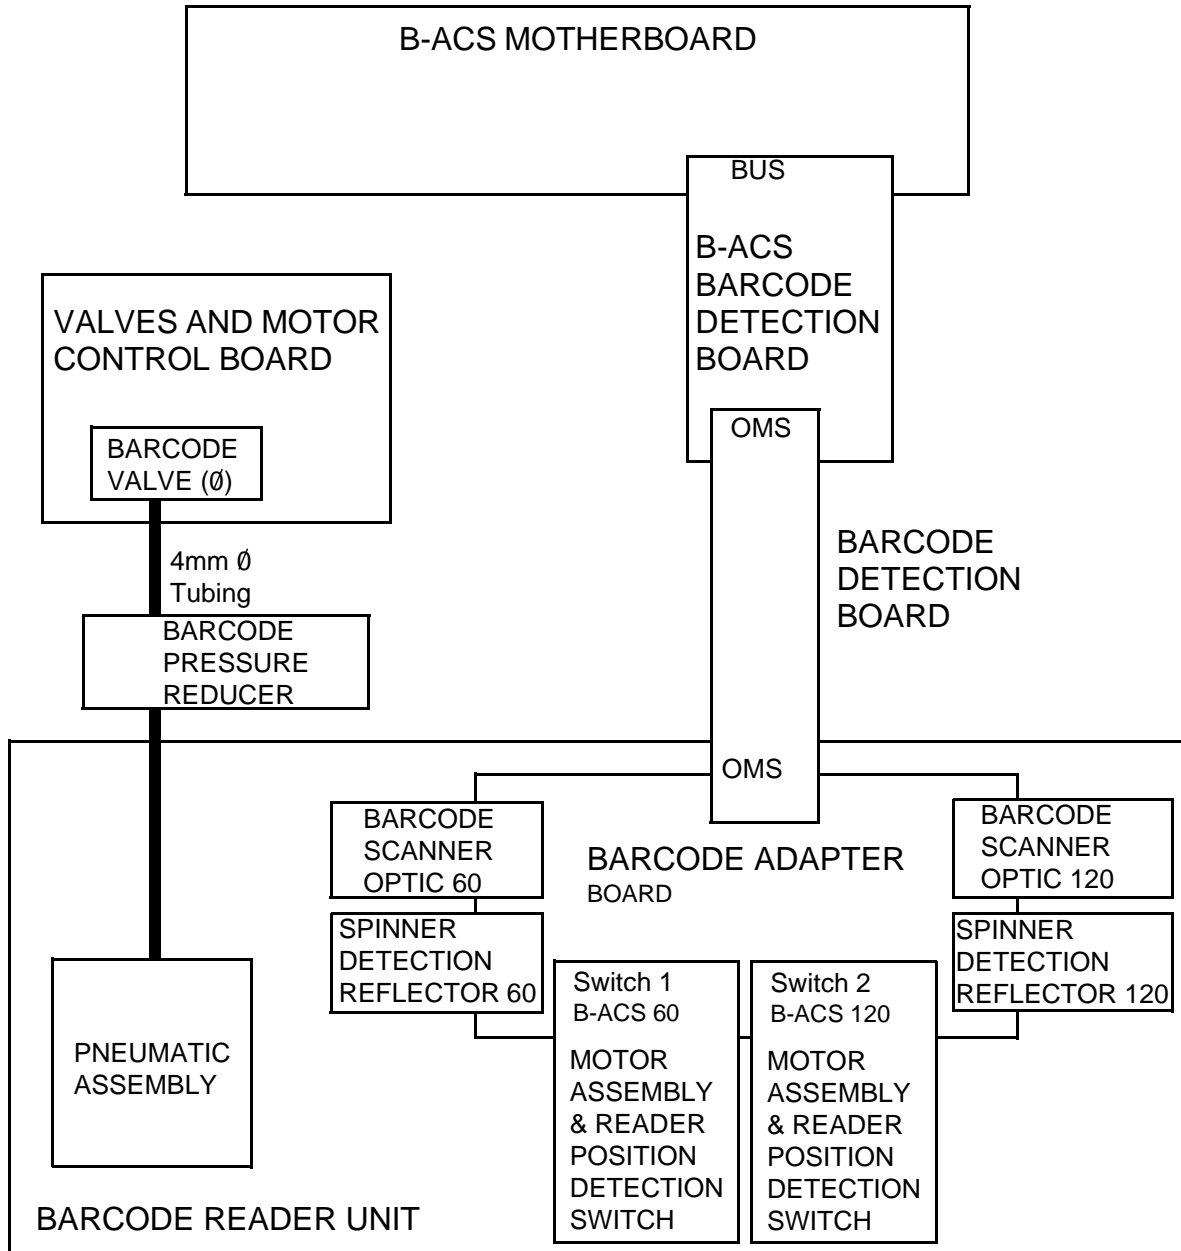 B-ACS MOTHERBOARD
BUS
B-ACS
BARCODE
DETECTION
BOARD
VALVES AND MOTOR
CONTROL BOARD
BARCODE
VALVE (Ø)
OMS
4mm Ø
Tubing
BARCODE
DETECTION
BOARD
BARCODE
PRESSURE
REDUCER
OMS
BARCODE
SCANNER
OPTIC 60
BARCODE ADAPTER
BOARD
BARCODE
SCANNER
OPTIC 120
SPINNER
DETECTION
REFLECTOR 60
SPINNER
DETECTION
REFLECTOR 120
Switch 1
B-ACS 60
MOTOR
ASSEMBLY
& READER
POSITION
DETECTION
SWITCH
Switch 2
B-ACS 120
MOTOR
ASSEMBLY
& READER
POSITION
DETECTION
SWITCH
PNEUMATIC
ASSEMBLY
BARCODE READER UNIT